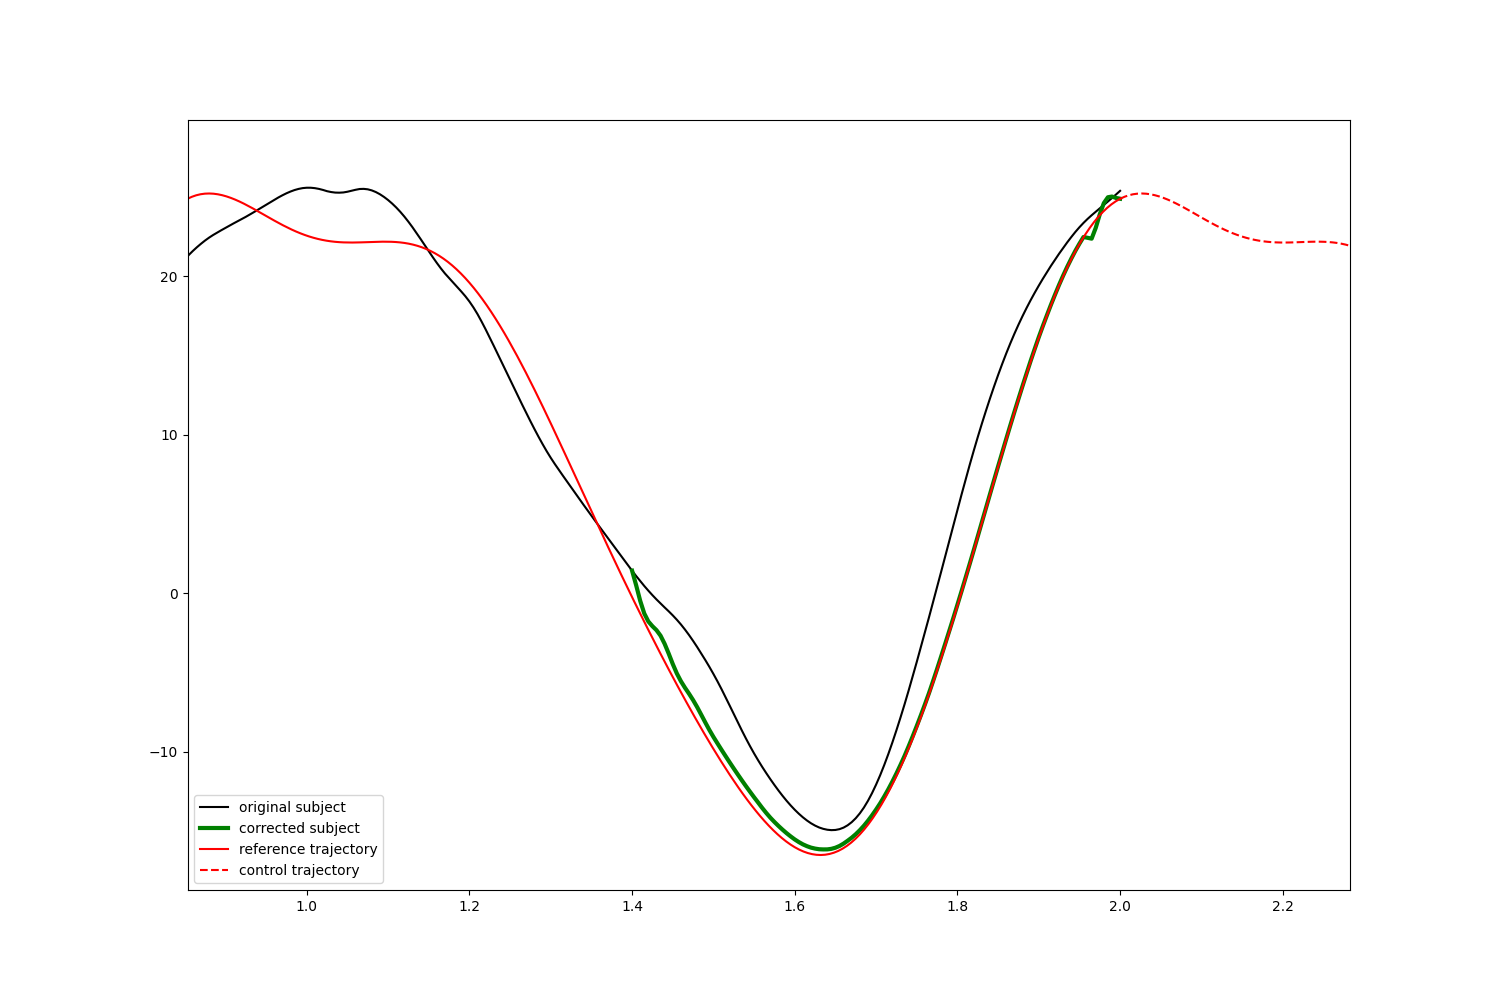 20
10
0
−10
original subject
corrected subject
reference trajectory
control trajectory
1.0 1.2 1.4 1.6 1.8 2.0 2.2